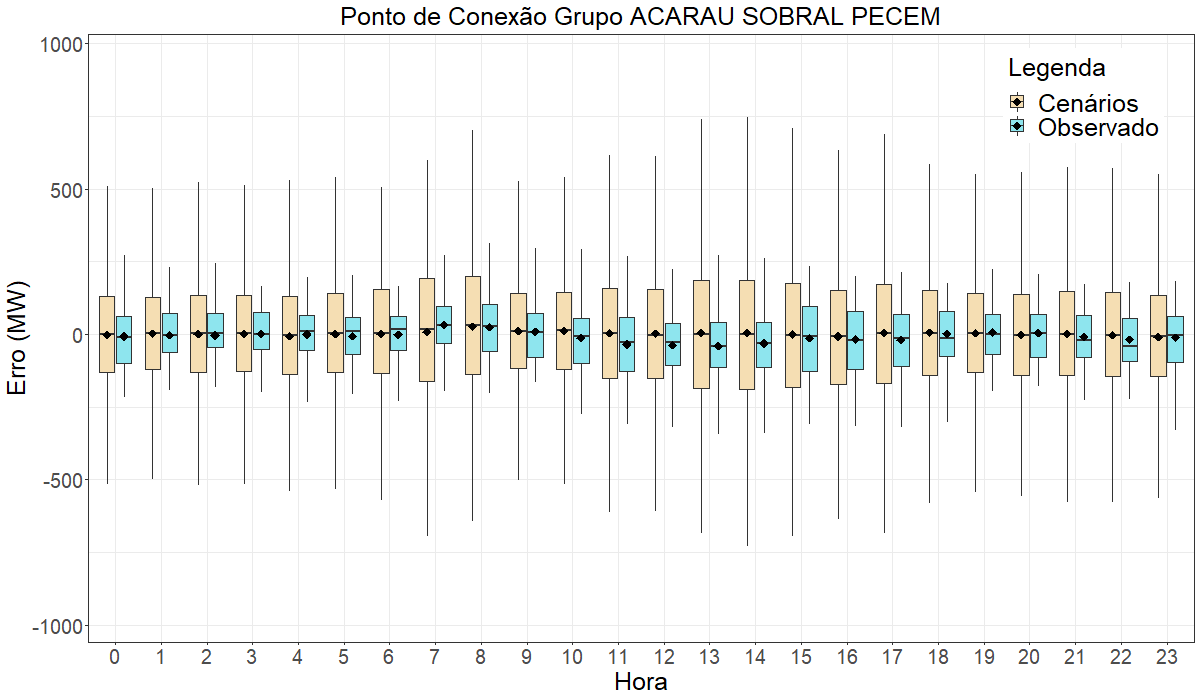 Ponto de Conexão Grupo ACARAU SOBRAL PECEM
Legenda
Cenários
Observado
Erro (MW)
1000
500
0
-500
-1000
0 1 2 3 4 5 6 7 8 9 10 11 12 13 14 15 16 17 18 19 20 21 22 23
Hora